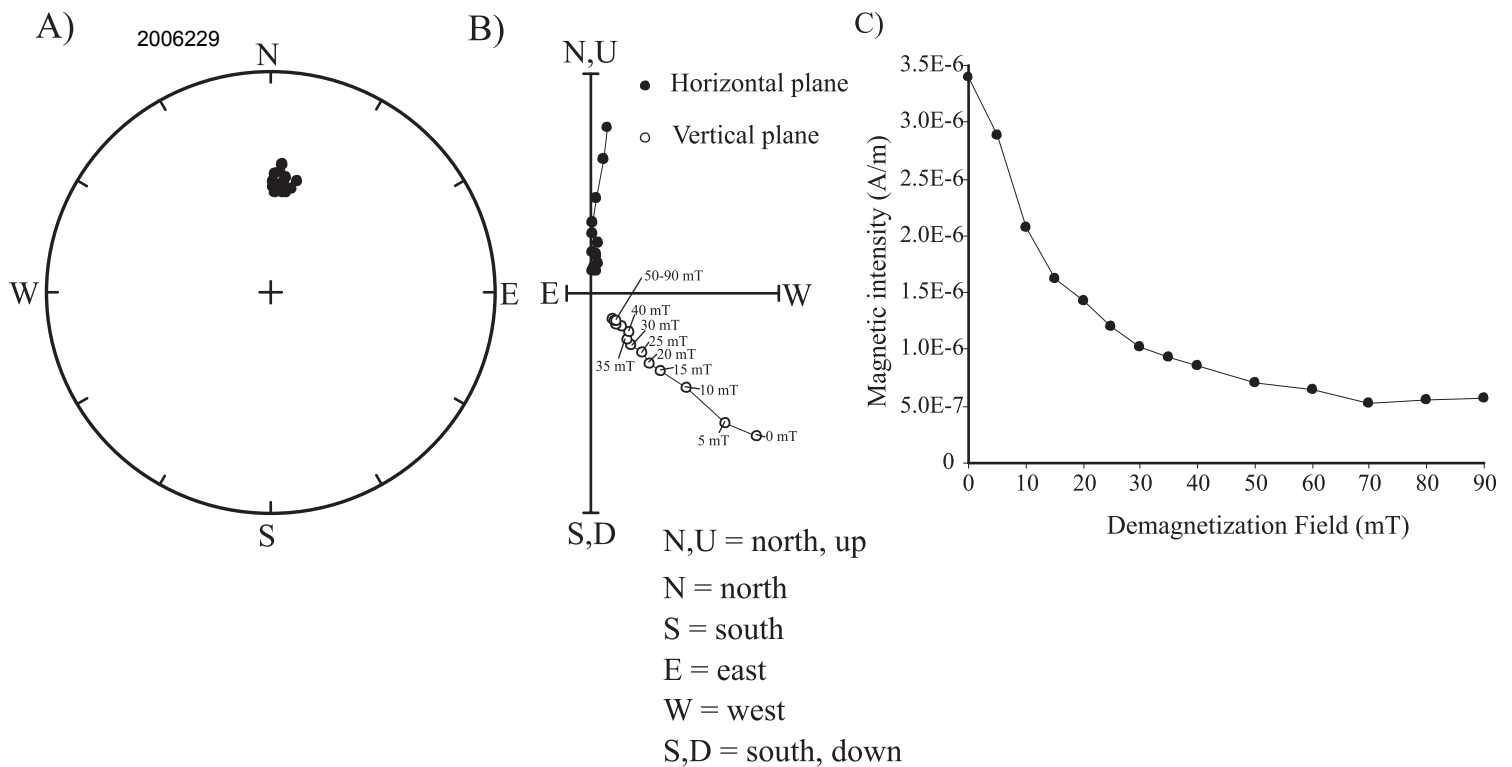 A)
2006229
N
W
E
S
B)
N,U
Horizontal plane
Vertical plane
E
W
50-90 mT
40 mT
30 mT
25 mT
20 mT
35 mT
15 mT
10 mT
5 mT
0 mT
S,D
N,U = north, up
N = north
S = south
E = east
W = west
S,D = south, down
C)
Magnetic intensity (A/m)
3.5E-6
3.0E-6
2.5E-6
2.0E-6
1.5E-6
1.0E-6
5.0E-7
0
0 10 20 30 40 50 60 70 80 90
Demagnetization Field (mT)